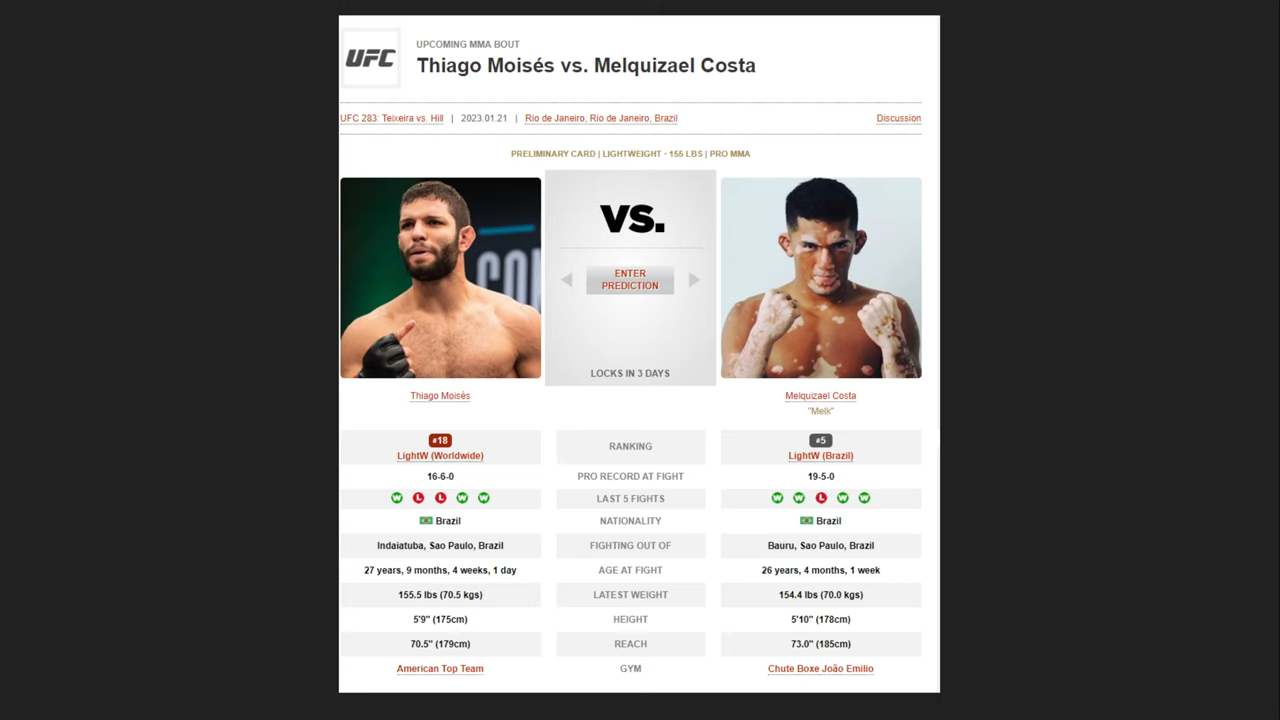 UFC
UPCOMING MMA BOUT
Thiago Moisés vs. Melquizael Costa
UFC 283: Teixeira vs. Hill | 2023.01.21 | Rio de Janeiro, Rio de Janeiro, Brazil Discussion
PRELIMINARY CARD | LIGHTWEIGHT · 155 LBS | PRO MMA
VS.
ENTER
PREDICTION
LOCKS IN 3 DAYS
Thiago Moisés Melquizael Costa
"Melk"
#18 RANKING #5
LightW (Worldwide) LightW (Brazil)
16-6-0 PRO RECORD AT FIGHT 19-5-0
W L L W W LAST 5 FIGHTS W W L W W
Brazil NATIONALITY Brazil
Indaiatuba, Sao Paulo, Brazil FIGHTING OUT OF Bauru, Sao Paulo, Brazil
27 years, 9 months, 4 weeks, 1 day AGE AT FIGHT 26 years, 4 months, 1 week
155.5 lbs (70.5 kgs) LATEST WEIGHT 154.4 lbs (70.0 kgs)
5'9" (175cm) HEIGHT 5'10" (178cm)
70.5" (179cm) REACH 73.0" (185cm)
American Top Team GYM Chute Boxe João Emilio